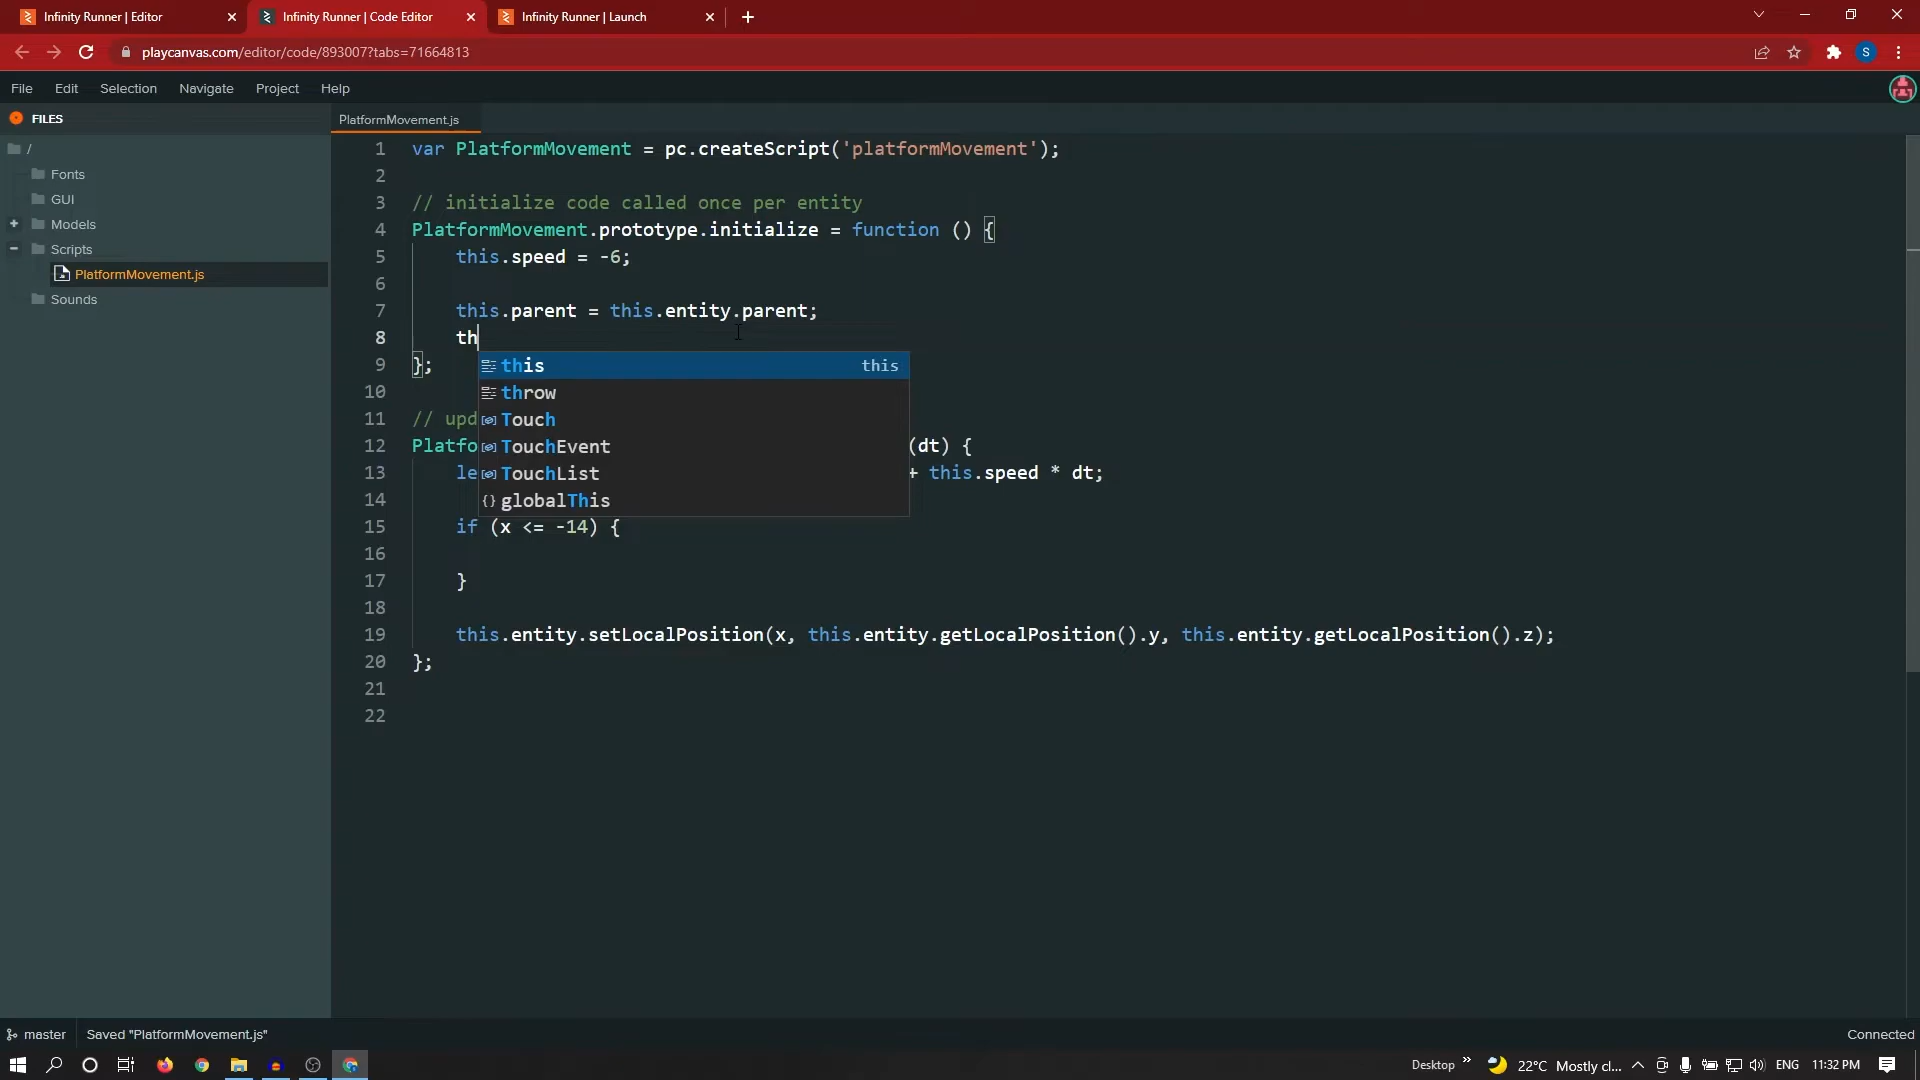 Infinity Runner | Editor
Infinity Runner | Code Editor
Infinity Runner | Launch
playcanvas.com/editor/code/893007?tabs=71664813
S
File Edit Selection Navigate Project Help
FILES
PlatformMovement.js
/
Fonts
GUI
Models
Scripts
PlatformMovement.js
Sounds
1 var PlatformMovement = pc.createScript('platformMovement');
2
3 // initialize code called once per entity
4 PlatformMovement.prototype.initialize = function () {
5 this.speed = -6;
6
7 this.parent = this.entity.parent;
8 th
this this
throw
Touch
TouchEvent
TouchList
globalThis
9 };
10
11 // upd
12 Platfo (dt) {
13 le + this.speed * dt;
14
15 if (x <= -14) {
16
17 }
18
19 this.entity.setLocalPosition(x, this.entity.getLocalPosition().y, this.entity.getLocalPosition().z);
20 };
21
22
master Saved "PlatformMovement.js" Connected
Desktop 22°C Mostly cl... ENG 11:32 PM